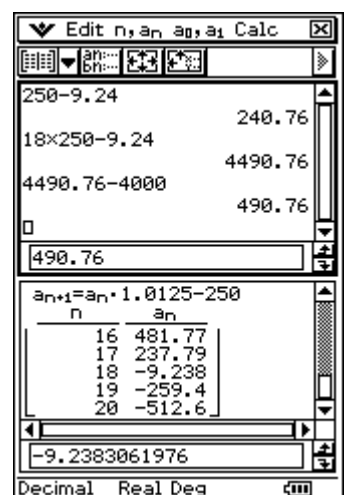 Edit n,aₙ a₀,a₁ Calc
an: bn:
250-9.24
240.76
18×250-9.24
4490.76
4490.76-4000
490.76
490.76
aₙ₊₁=aₙ·1.0125-250
n aₙ
16 481.77
17 237.79
18 -9.238
19 -259.4
20 -512.6
-9.2383061976
Decimal Real Deg